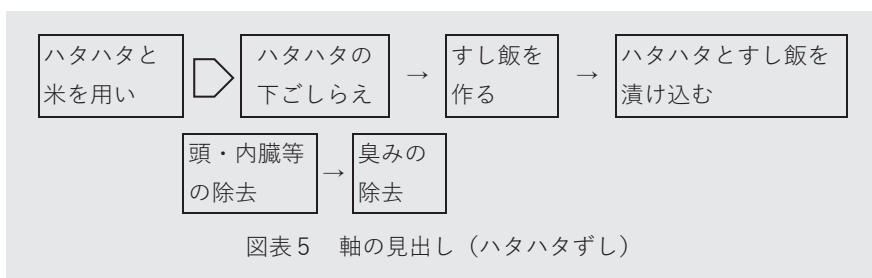 ハタハタと
米を用い
ハタハタの
下ごしらえ
→
すし飯を
作る
→
ハタハタとすし飯を
漬け込む
頭・内臓等
の除去
→
臭みの
除去
図表5 軸の見出し（ハタハタずし）